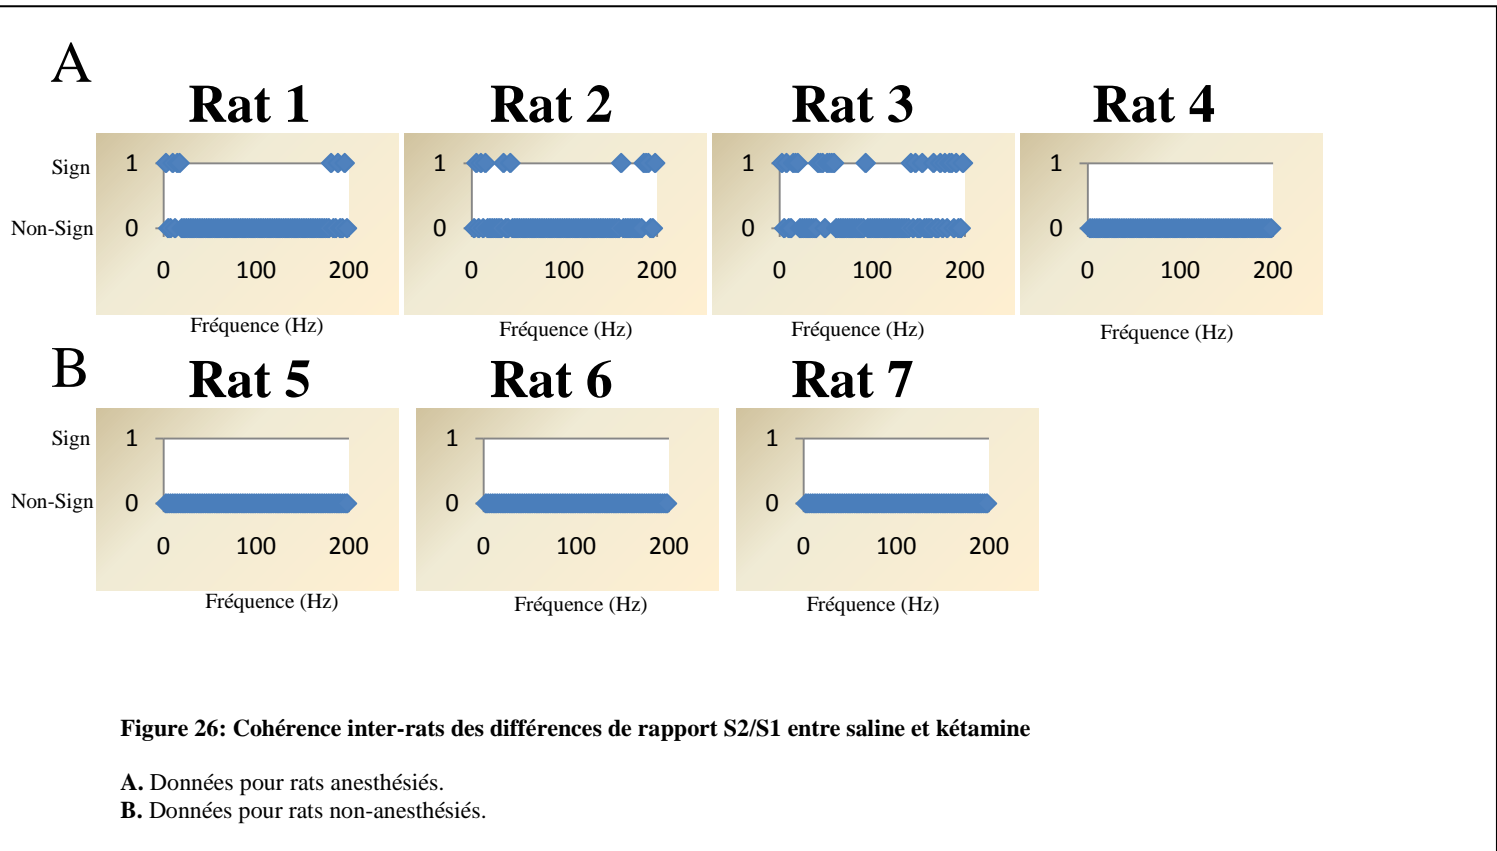 A
Rat 1 Rat 2 Rat 3 Rat 4
Sign 1 1 1 1
Non-Sign 0 0 0 0
0 100 200 0 100 200 0 100 200 0 100 200
Fréquence (Hz) Fréquence (Hz) Fréquence (Hz) Fréquence (Hz)
B
Rat 5 Rat 6 Rat 7
Sign 1 1 1
Non-Sign 0 0 0
0 100 200 0 100 200 0 100 200
Fréquence (Hz) Fréquence (Hz) Fréquence (Hz)
Figure 26: Cohérence inter-rats des différences de rapport S2/S1 entre saline et kétamine
A. Données pour rats anesthésiés.
B. Données pour rats non-anesthésiés.